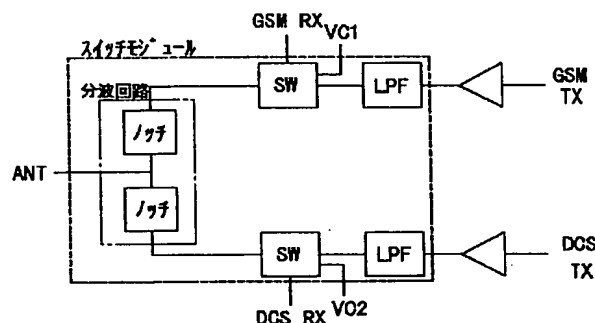 GSM RX
VC1
スイッチモジュール
分波回路
SW
LPF
GSM
TX
ノッチ
ANT
ノッチ
SW
LPF
DCS
TX
DCS RX
VC2